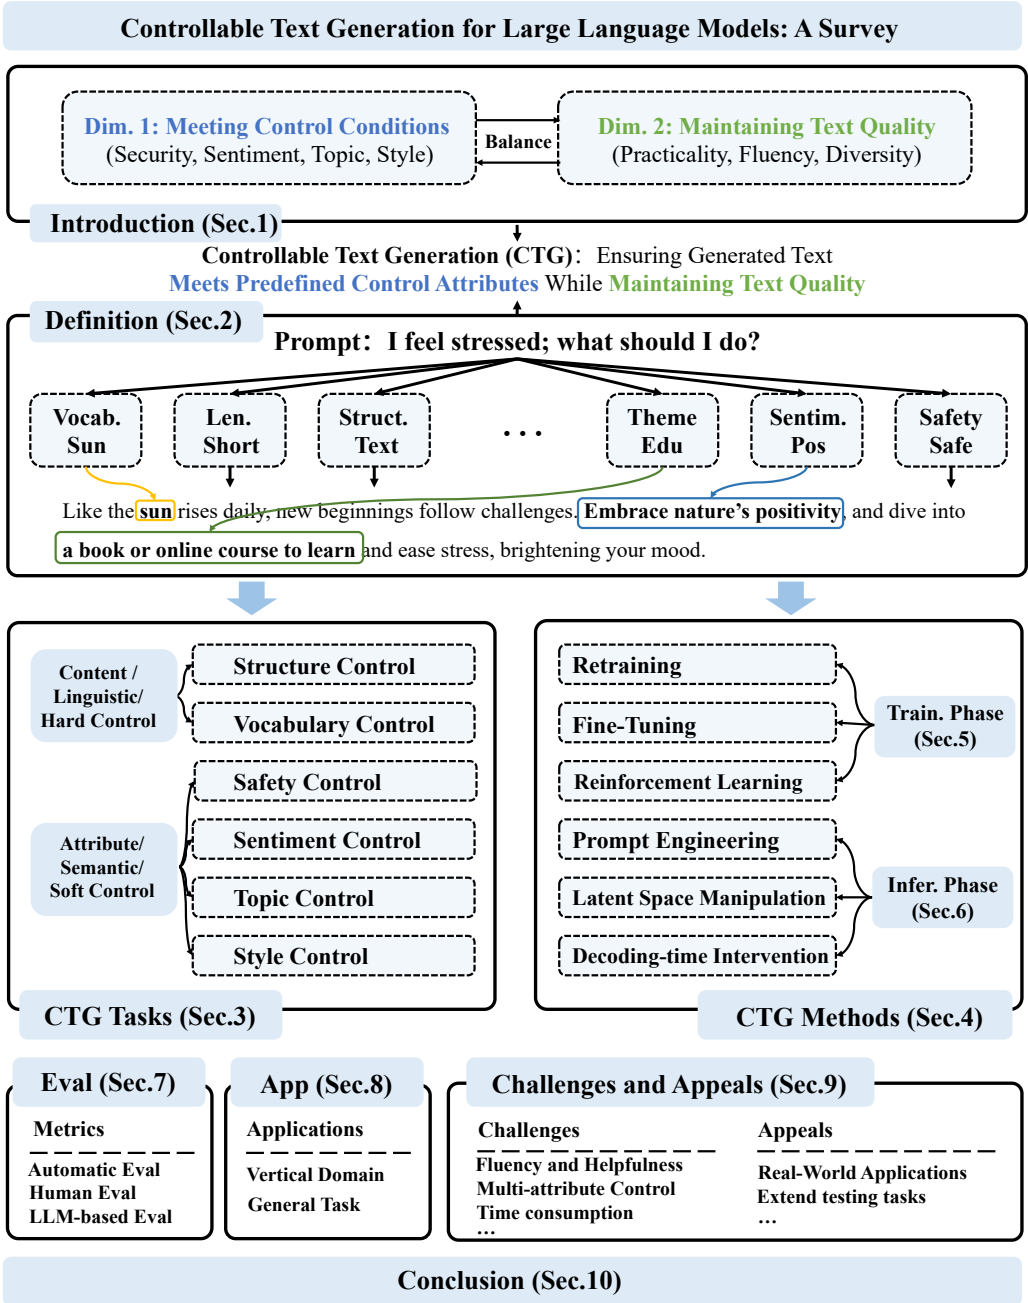 Controllable Text Generation for Large Language Models: A Survey
Dim. 1: Meeting Control Conditions
(Security, Sentiment, Topic, Style)
Balance
Dim. 2: Maintaining Text Quality
(Practicality, Fluency, Diversity)
Introduction (Sec.1)
Controllable Text Generation (CTG): Ensuring Generated Text
Meets Predefined Control Attributes While Maintaining Text Quality
Definition (Sec.2)
Prompt: I feel stressed; what should I do?
Vocab.
Sun
Len.
Short
Struct.
Text
...
Theme
Edu
Sentim.
Pos
Safety
Safe
Like the sun rises daily, new beginnings follow challenges. Embrace nature's positivity, and dive into
a book or online course to learn and ease stress, brightening your mood.
Content /
Linguistic/
Hard Control
Structure Control
Vocabulary Control
Attribute/
Semantic/
Soft Control
Safety Control
Sentiment Control
Topic Control
Style Control
CTG Tasks (Sec.3)
Retraining
Fine-Tuning
Reinforcement Learning
Train. Phase
(Sec.5)
Prompt Engineering
Latent Space Manipulation
Decoding-time Intervention
Infer. Phase
(Sec.6)
CTG Methods (Sec.4)
Eval (Sec.7)
Metrics
Automatic Eval
Human Eval
LLM-based Eval
App (Sec.8)
Applications
Vertical Domain
General Task
Challenges and Appeals (Sec.9)
Challenges
Fluency and Helpfulness
Multi-attribute Control
Time consumption
...
Appeals
Real-World Applications
Extend testing tasks
...
Conclusion (Sec.10)